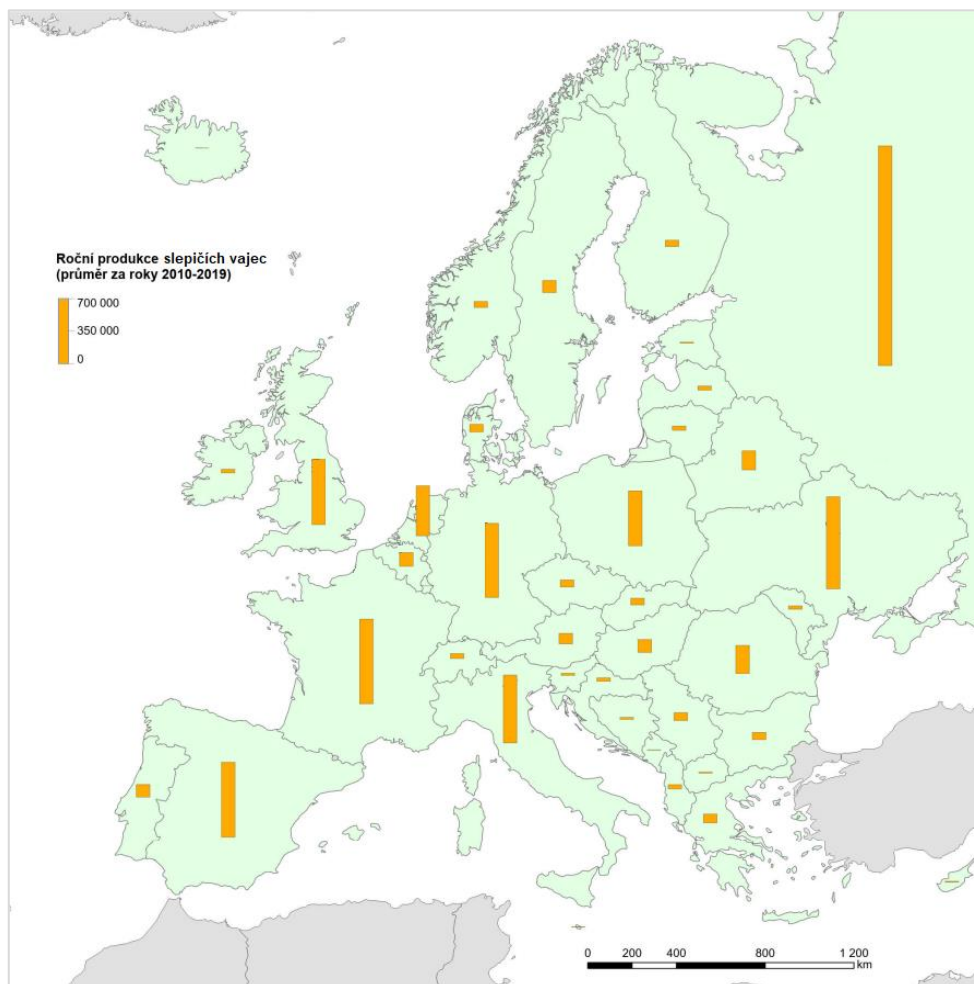 Roční produkce slepičích vajec
(průměr za roky 2010-2019)
700 000
350 000
0
0 200 400 800 1 200
km